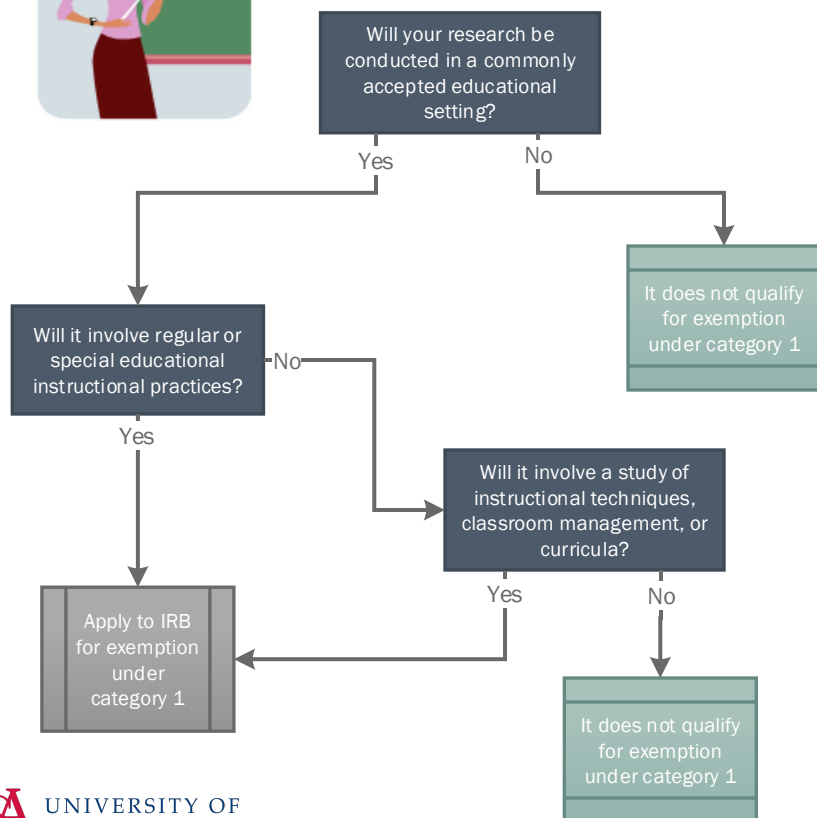 Will your research be
conducted in a commonly
accepted educational
setting?
Yes
No
It does not qualify
for exemption
under category 1
Will it involve regular or
special educational
instructional practices?
No
Yes
Will it involve a study of
instructional techniques,
classroom management, or
curricula?
Yes
No
Apply to IRB
for exemption
under
category 1
It does not qualify
for exemption
under category 1
UNIVERSITY OF